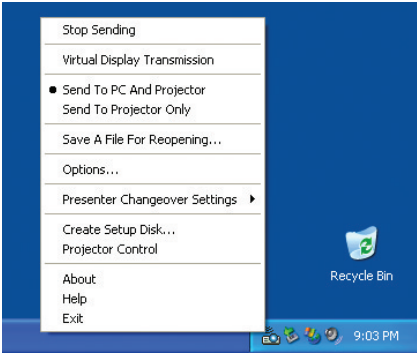 Stop Sending
Virtual Display Transmission
Send To PC And Projector
Send To Projector Only
Save A File For Reopening...
Options...
Presenter Changeover Settings
Create Setup Disk...
Projector Control
About
Help
Exit
Recycle Bin
9:03 PM